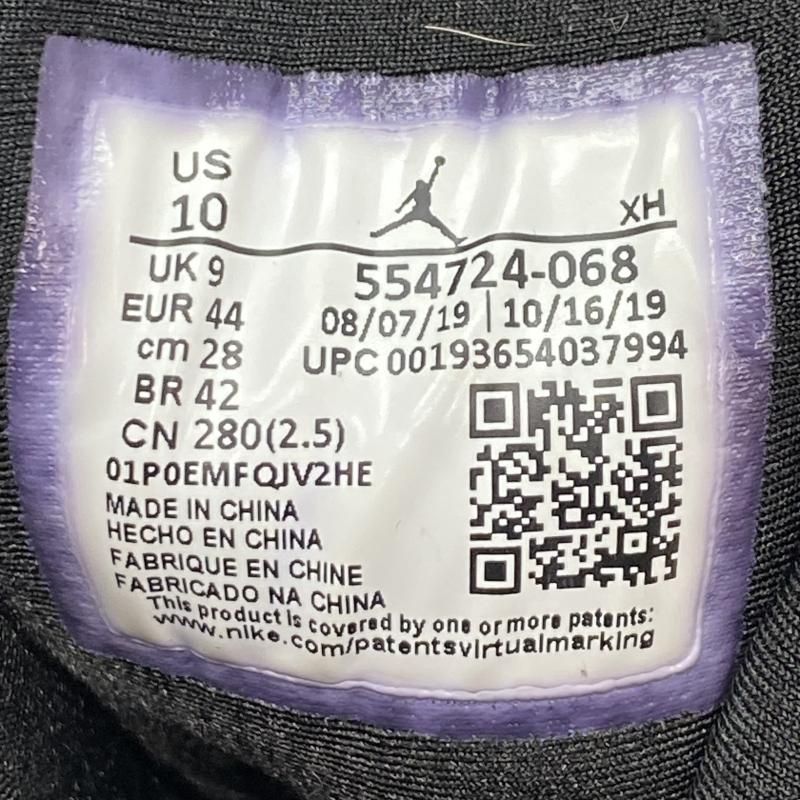 US
10
XH
UK 9
554724-068
EUR 44
08/07/19 | 10/16/19
cm 28
UPC 00193654037994
BR 42
CN 280(2.5)
01P0EMFQJV2HE
MADE IN CHINA
HECHO EN CHINA
FABRIQUE EN CHINE
FABRICADO NA CHINA
This product is covered by one or more patents:
www.nike.com/patentsvirtualmarking